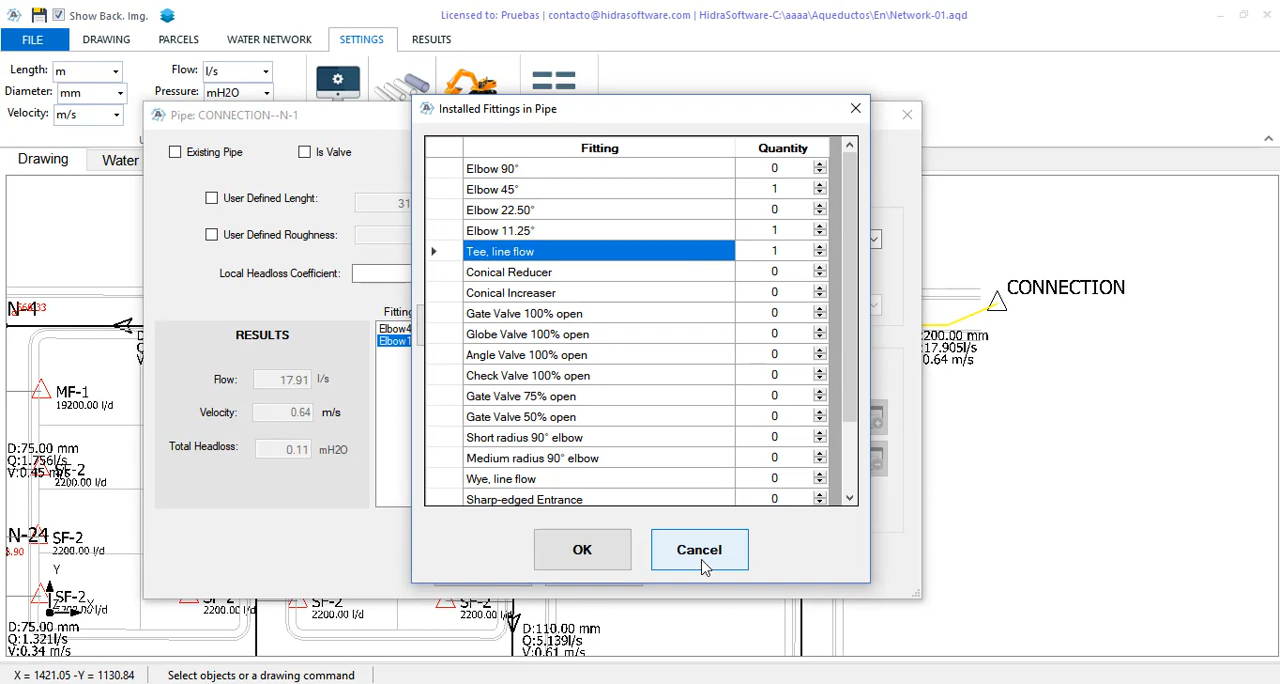 Show Back. Img.
Licensed to: Pruebas | contacto@hidrasoftware.com | HidraSoftware-C:\aaaa\Aqueductos\En\Network-01.aqd
FILE DRAWING PARCELS WATER NETWORK SETTINGS RESULTS
Length: m Flow: l/s
Diameter: mm Pressure: mH2O
Velocity: m/s
Pipe: CONNECTION--N-1
Drawing Water
Existing Pipe Is Valve
User Defined Lenght: 31
User Defined Roughness:
Local Headloss Coefficient:
RESULTS
Flow: 17.91 l/s
Velocity: 0.64 m/s
Total Headloss: 0.11 mH2O
Installed Fittings in Pipe
Fitting Quantity
Elbow 90° 0
Elbow 45° 1
Elbow 22.50° 0
Elbow 11.25° 1
Tee, line flow 1
Conical Reducer 0
Conical Increaser 0
Gate Valve 100% open 0
Globe Valve 100% open 0
Angle Valve 100% open 0
Check Valve 100% open 0
Gate Valve 75% open 0
Gate Valve 50% open 0
Short radius 90° elbow 0
Medium radius 90° elbow 0
Wye, line flow 0
Sharp-edged Entrance 0
OK Cancel
CONNECTION
200.00 mm
17.905l/s
0.64 m/s
MF-1
19200.00 l/d
D:75.00 mm
Q:1.756l/s
V:0.45m/s
SF-2
2200.00 l/d
N-24
SF-2
2200.00 l/d
Y
X
SF-2
D:75.00 mm
Q:1.321l/s
V:0.34 m/s
2200.00 l/d
SF-2
2200.00 l/d
SF-2
2200.00 l/d
D:110.00 mm
Q:5.139l/s
V:0.61 m/s
X = 1421.05 -Y = 1130.84 Select objects or a drawing command